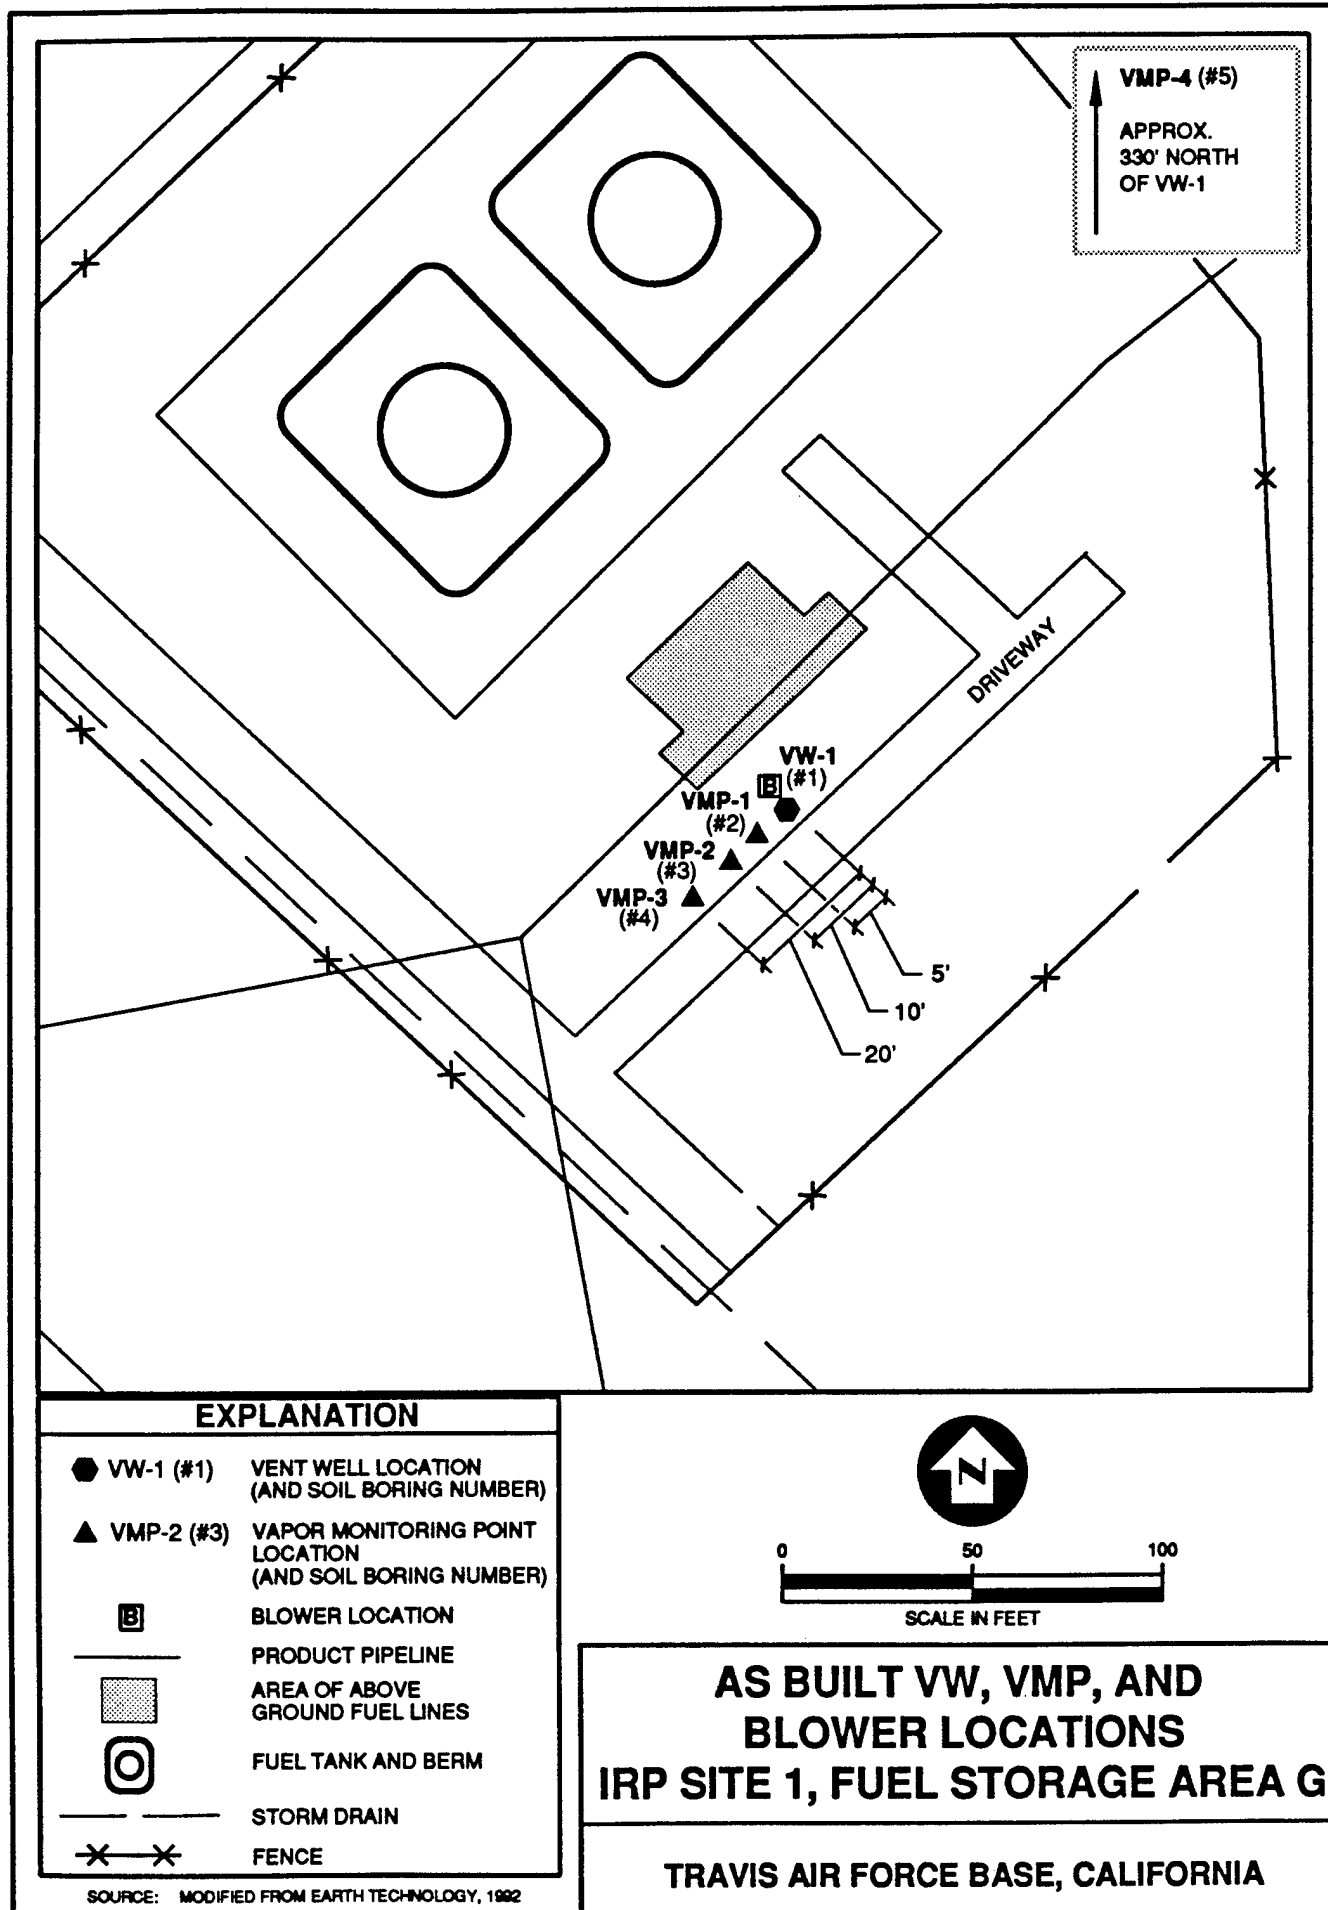 VMP-4 (#5)
APPROX.
330' NORTH
OF VW-1
DRIVEWAY
VW-1
(#1)
B
VMP-1
(#2)
VMP-2
(#3)
VMP-3
(#4)
5'
10'
20'
EXPLANATION
VW-1 (#1) VENT WELL LOCATION
(AND SOIL BORING NUMBER)
VMP-2 (#3) VAPOR MONITORING POINT
LOCATION
(AND SOIL BORING NUMBER)
B BLOWER LOCATION
PRODUCT PIPELINE
AREA OF ABOVE
GROUND FUEL LINES
FUEL TANK AND BERM
STORM DRAIN
FENCE
SOURCE: MODIFIED FROM EARTH TECHNOLOGY, 1992
N
0 50 100
SCALE IN FEET
AS BUILT VW, VMP, AND
BLOWER LOCATIONS
IRP SITE 1, FUEL STORAGE AREA G
TRAVIS AIR FORCE BASE, CALIFORNIA